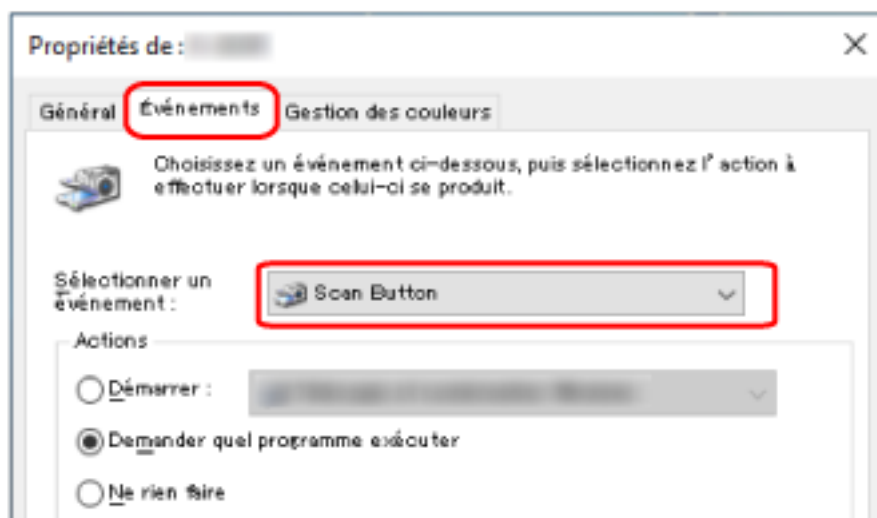 Propriétés de :
Général Événements Gestion des couleurs
Choisissez un événement ci-dessous, puis sélectionnez l'action à
effectuer lorsque celui-ci se produit.
Sélectionner un
événement :
Scan Button
Actions
Démarrer :
Demander quel programme exécuter
Ne rien faire